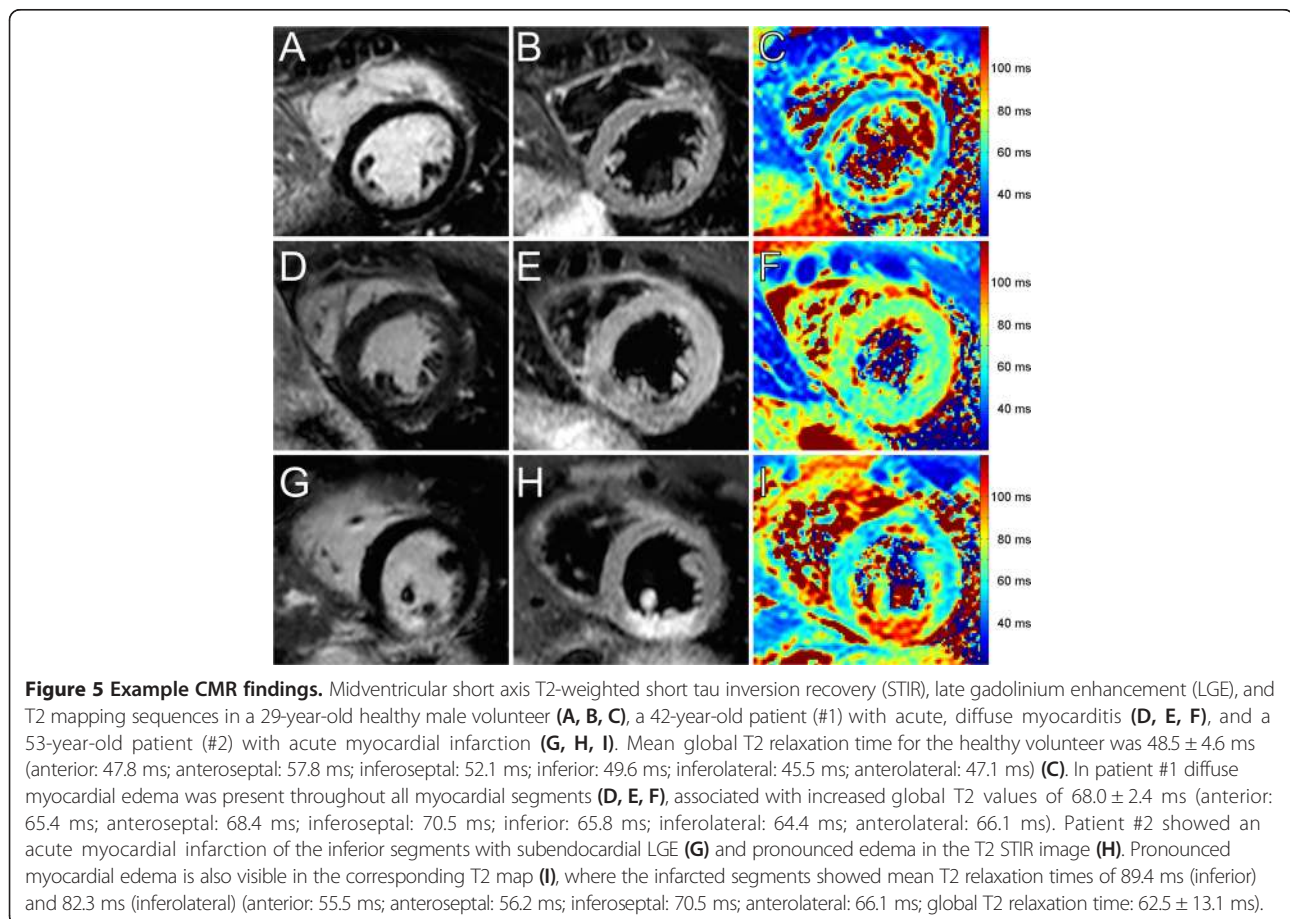 A
B
C
100 ms
80 ms
60 ms
40 ms
D
E
F
100 ms
80 ms
60 ms
40 ms
G
H
I
100 ms
80 ms
60 ms
40 ms
Figure 5 Example CMR findings. Midventricular short axis T2-weighted short tau inversion recovery (STIR), late gadolinium enhancement (LGE), and
T2 mapping sequences in a 29-year-old healthy male volunteer (A, B, C), a 42-year-old patient (#1) with acute, diffuse myocarditis (D, E, F), and a
53-year-old patient (#2) with acute myocardial infarction (G, H, I). Mean global T2 relaxation time for the healthy volunteer was 48.5 ± 4.6 ms
(anterior: 47.8 ms; anteroseptal: 57.8 ms; inferoseptal: 52.1 ms; inferior: 49.6 ms; inferolateral: 45.5 ms; anterolateral: 47.1 ms) (C). In patient #1 diffuse
myocardial edema was present throughout all myocardial segments (D, E, F), associated with increased global T2 values of 68.0 ± 2.4 ms (anterior:
65.4 ms; anteroseptal: 68.4 ms; inferoseptal: 70.5 ms; inferior: 65.8 ms; inferolateral: 64.4 ms; anterolateral: 66.1 ms). Patient #2 showed an
acute myocardial infarction of the inferior segments with subendocardial LGE (G) and pronounced edema in the T2 STIR image (H). Pronounced
myocardial edema is also visible in the corresponding T2 map (I), where the infarcted segments showed mean T2 relaxation times of 89.4 ms (inferior)
and 82.3 ms (inferolateral) (anterior: 55.5 ms; anteroseptal: 56.2 ms; inferoseptal: 70.5 ms; anterolateral: 66.1 ms; global T2 relaxation time: 62.5 ± 13.1 ms).